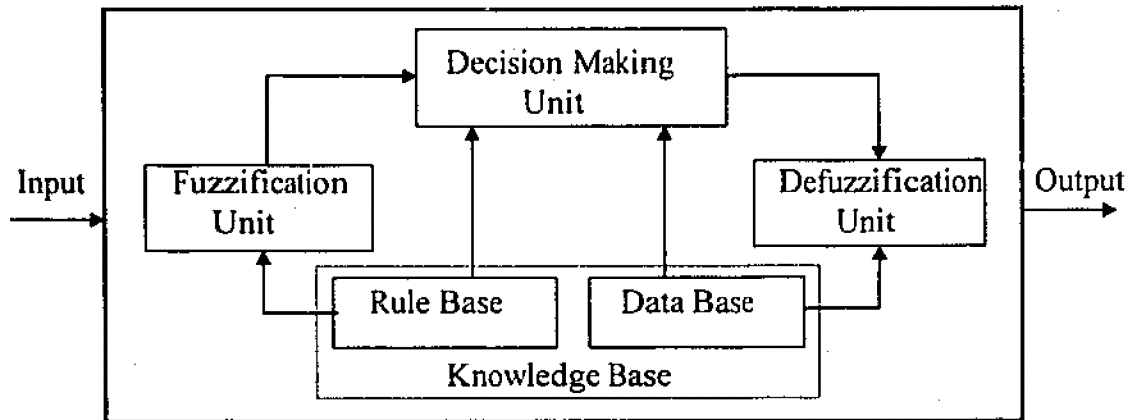 Decision Making
Unit
Input
Fuzzification
Unit
Defuzzification
Unit
Output
Rule Base
Data Base
Knowledge Base